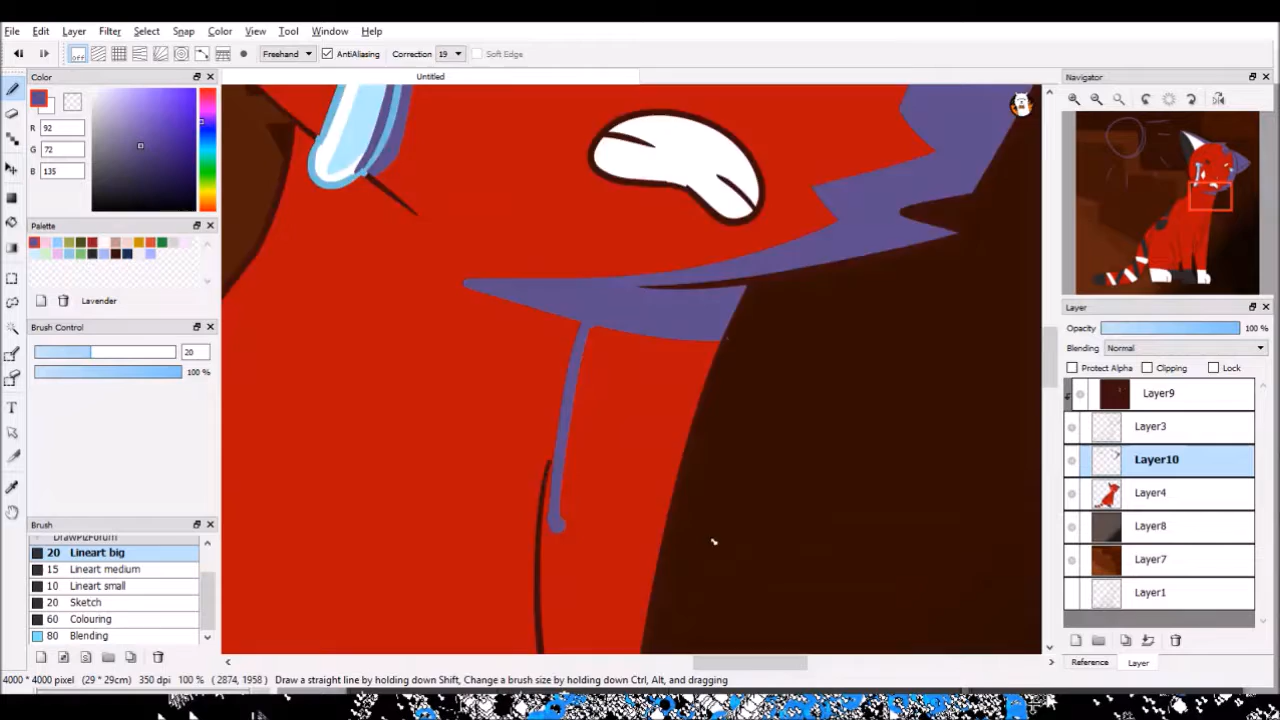 File Edit Layer Filter Select Snap Color View Tool Window Help
OFF Freehand AntiAliasing Correction 19 Soft Edge
Color
R 92
G 72
B 135
Palette
Lavender
Brush Control
20
100 %
Brush
DrawPizForum
20 Lineart big
15 Lineart medium
10 Lineart small
20 Sketch
60 Colouring
80 Blending
Untitled
Navigator
Layer
Opacity 100 %
Blending Normal
Protect Alpha Clipping Lock
Layer9
Layer3
Layer10
Layer4
Layer8
Layer7
Layer1
Reference Layer
4000 * 4000 pixel (29 * 29cm) 350 dpi 100 % ( 2874, 1958 ) Draw a straight line by holding down Shift, Change a brush size by holding down Ctrl, Alt, and dragging